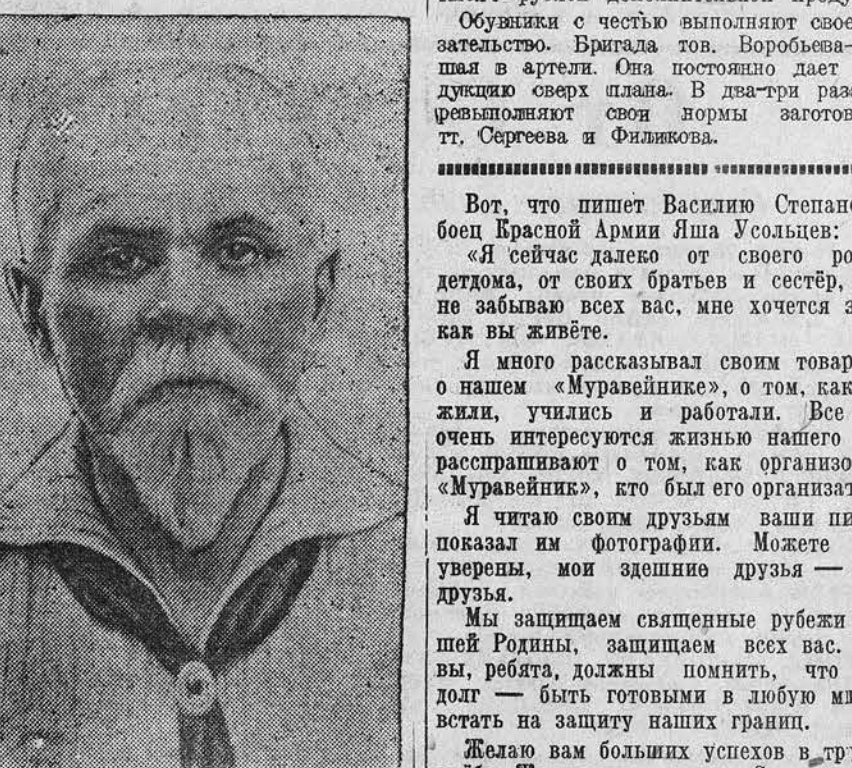 Обувники с честью выполняют свое
зательство. Бригада тов. Воробьева—
шая в артели. Она постоянно дает
дукцию сверх плана. В два-три раза
ревыполняют свои нормы заготов
тт. Сергеева и Филикова.
Вот, что пишет Василию Степано
боец Красной Армии Яша Усольцев:
«Я сейчас далеко от своего ро
детдома, от своих братьев и сестёр,
не забываю всех вас, мне хочется з
как вы живёте.
Я много рассказывал своим товар
о нашем «Муравейнике», о том, как
жили, учились и работали. Все
очень интересуются жизнью нашего
расспрашивают о том, как организо
«Муравейник», кто был его организат
Я читаю своим друзьям ваши пи
показал им фотографии. Можете
уверены, мои здешние друзья —
друзья.
Мы защищаем священные рубежи
шей Родины, защищаем всех вас.
вы, ребята, должны помнить, что
долг — быть готовыми в любую ми
встать на защиту наших границ.
Желаю вам больших успехов в тру